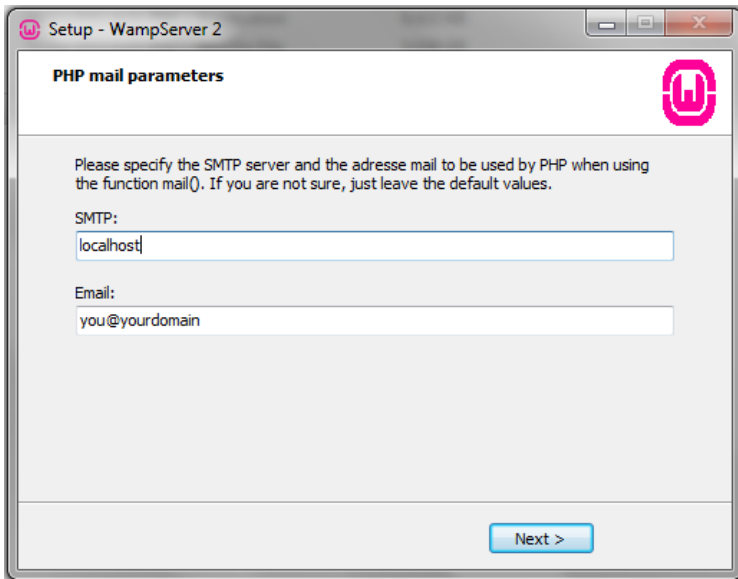 Setup - WampServer 2
PHP mail parameters
Please specify the SMTP server and the adresse mail to be used by PHP when using
the function mail(). If you are not sure, just leave the default values.
SMTP:
localhost
Email:
you@yourdomain
Next >